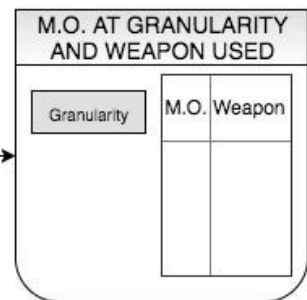 M.O. AT GRANULARITY
AND WEAPON USED
Granularity
M.O. Weapon